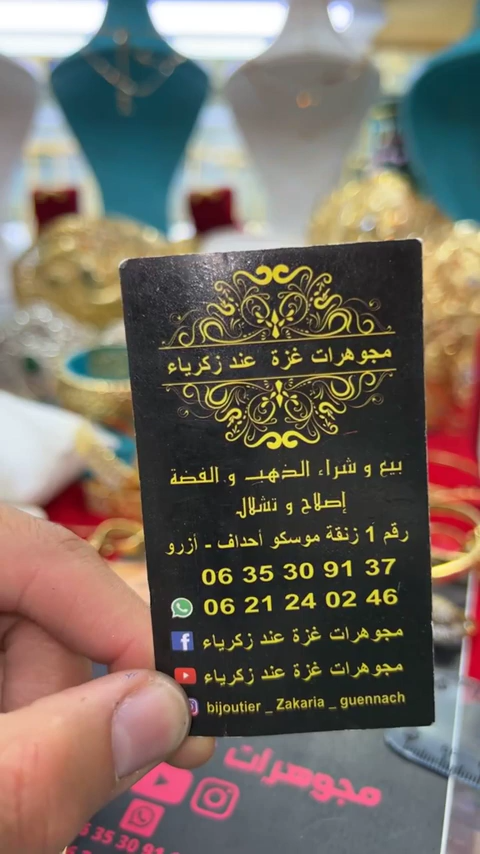 مجوهرات غزة عند زكرياء
بيع و شراء الذهب و الفضة
إصلاح و تشلال
رقم 1 زنقة موسكو أحداف - أزرو
06 35 30 91 37
06 21 24 02 46
مجوهرات غزة عند زكرياء
مجوهرات غزة عند زكرياء
bijoutier _ Zakaria _ guennach
مجوهرات